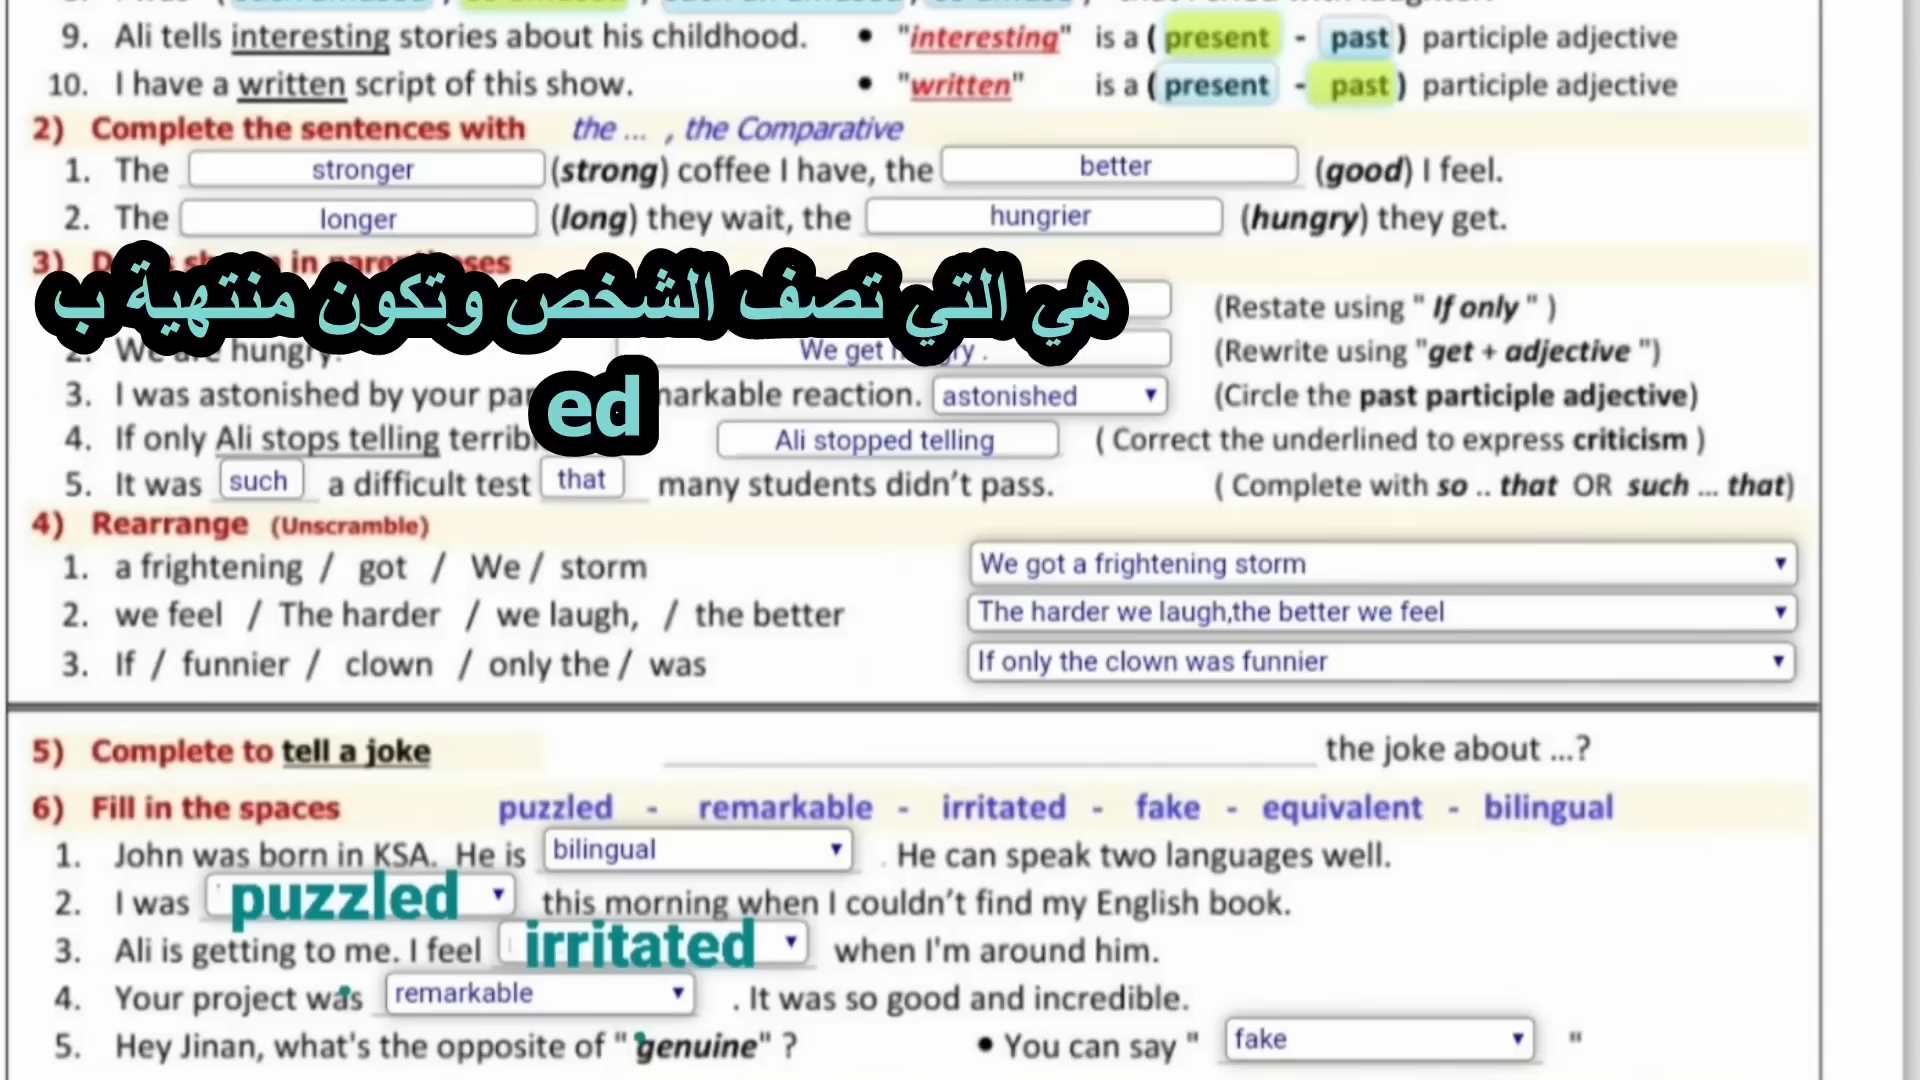 9. Ali tells interesting stories about his childhood. • "interesting" is a ( present - past ) participle adjective
10. I have a written script of this show. • "written" is a ( present - past ) participle adjective
2) Complete the sentences with the ... , the Comparative
1. The stronger (strong) coffee I have, the better (good) I feel.
2. The longer (long) they wait, the hungrier (hungry) they get.
3) in parentheses
هي التي تصف الشخص وتكون منتهية ب
ed
(Restate using " If only " )
2. We are hungry. We get hungry . (Rewrite using "get + adjective ")
3. I was astonished by your remarkable reaction. astonished (Circle the past participle adjective)
4. If only Ali stops telling Ali stopped telling ( Correct the underlined to express criticism )
5. It was such a difficult test that many students didn't pass. ( Complete with so .. that OR such ... that)
4) Rearrange (Unscramble)
1. a frightening / got / We / storm We got a frightening storm
2. we feel / The harder / we laugh, / the better The harder we laugh,the better we feel
3. If / funnier / clown / only the / was If only the clown was funnier
5) Complete to tell a joke the joke about ...?
6) Fill in the spaces puzzled - remarkable - irritated - fake - equivalent - bilingual
1. John was born in KSA. He is bilingual . He can speak two languages well.
2. I was puzzled this morning when I couldn't find my English book.
3. Ali is getting to me. I feel irritated when I'm around him.
4. Your project was remarkable . It was so good and incredible.
5. Hey Jinan, what's the opposite of " genuine" ? • You can say " fake "